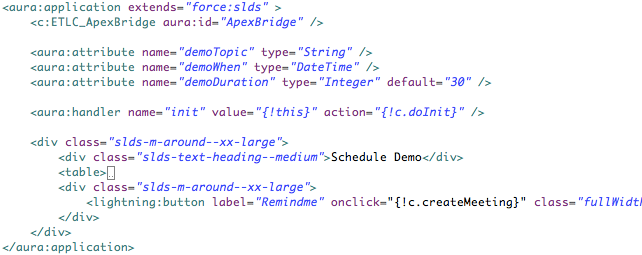 <aura:application extends="force:slds" >
<c:ETLC_ApexBridge aura:id="ApexBridge" />
<aura:attribute name="demoTopic" type="String" />
<aura:attribute name="demoWhen" type="DateTime" />
<aura:attribute name="demoDuration" type="Integer" default="30" />
<aura:handler name="init" value="{!this}" action="{!c.doInit}" />
<div class="slds-m-around--xx-large">
<div class="slds-text-heading--medium">Schedule Demo</div>
<table>..
<div class="slds-m-around--xx-large">
<lightning:button label="Remindme" onclick="{!c.createMeeting}" class="fullWidth
</div>
</div>
</aura:application>